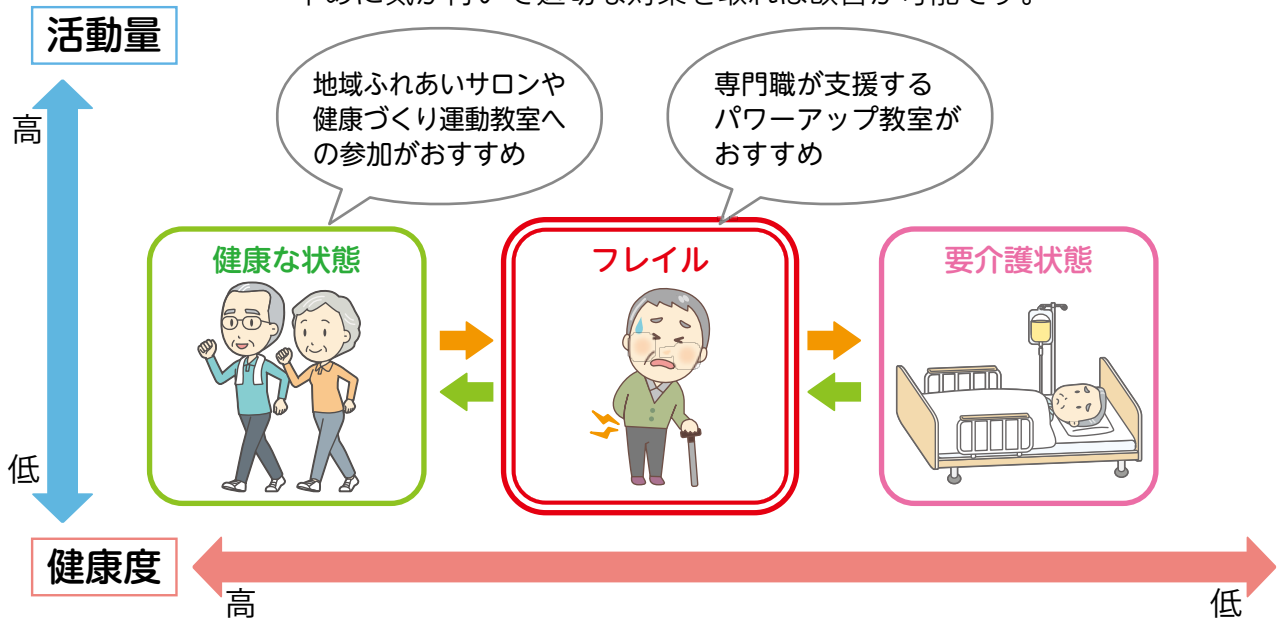 活動量
高
低
地域ふれあいサロンや
健康づくり運動教室へ
の参加がおすすめ
専門職が支援する
パワーアップ教室が
おすすめ
健康な状態
フレイル
要介護状態
健康度
高
低